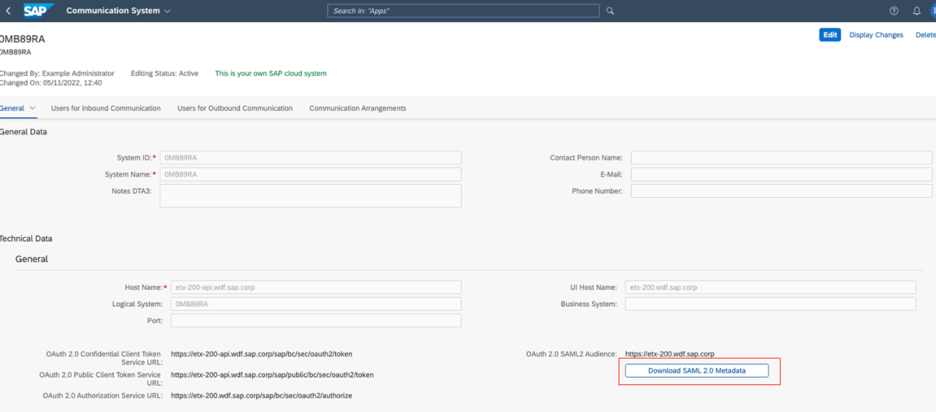 SAP Communication System Search In: "Apps"
Edit Display Changes Delete
0MB89RA
0MB89RA
Changed By: Example Administrator Editing Status: Active This is your own SAP cloud system
Changed On: 05/11/2022, 12:40
General Users for Inbound Communication Users for Outbound Communication Communication Arrangements
General Data
System ID:* 0MB89RA Contact Person Name:
System Name:* 0MB89RA E-Mail:
Notes DTA3: Phone Number:
Technical Data
General
Host Name:* etx-200-api.wdf.sap.corp UI Host Name: etx-200.wdf.sap.corp
Logical System: 0MB89RA Business System:
Port:
OAuth 2.0 Confidential Client Token https://etx-200-api.wdf.sap.corp/sap/bc/sec/oauth2/token OAuth 2.0 SAML2 Audience: https://etx-200.wdf.sap.corp
Service URL:
Download SAML 2.0 Metadata
OAuth 2.0 Public Client Token Service https://etx-200-api.wdf.sap.corp/sap/public/bc/sec/oauth2/token
URL:
OAuth 2.0 Authorization Service URL: https://etx-200.wdf.sap.corp/sap/bc/sec/oauth2/authorize